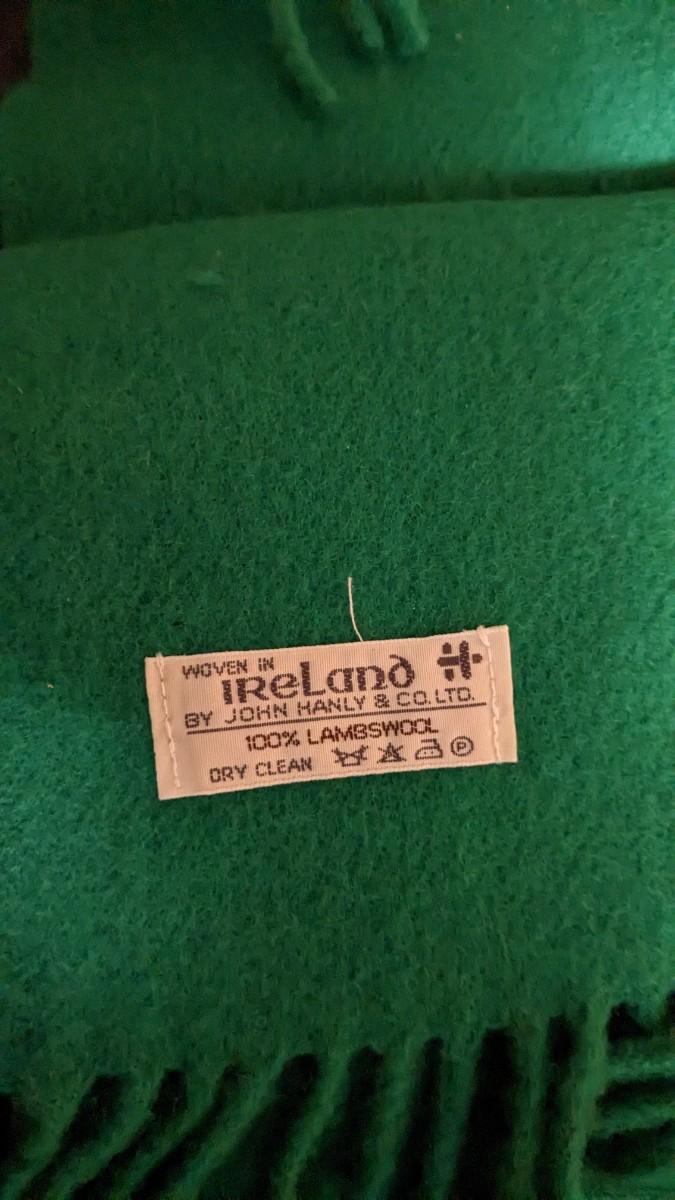 WOVEN IN
IRELAND
BY JOHN HANLY & CO. LTD.
100% LAMBSWOOL
DRY CLEAN P